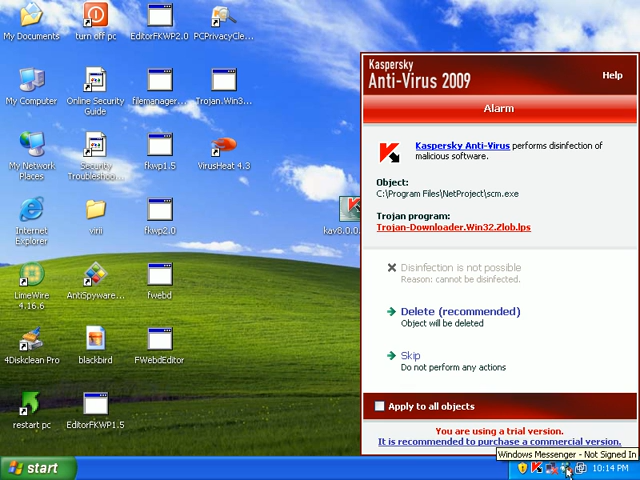 My Documents
turn off pc
EditorFKWP2.0
PCPrivacyCle...
My Computer
Online Security
Guide
filemanager...
Trojan.Win3...
My Network
Places
Security
Troubleshoo...
fkwp1.5
VirusHeat 4.3
Internet
Explorer
virii
fkwp2.0
kav8.0.0.
LimeWire
4.16.6
AntiSpyware...
fwebd
4Diskclean Pro
blackbird
FWebdEditor
restart pc
EditorFKWP1.5
Kaspersky
Anti-Virus 2009
Help
Alarm
Kaspersky Anti-Virus performs disinfection of
malicious software.
Object:
C:\Program Files\NetProject\scm.exe
Trojan program:
Trojan-Downloader.Win32.Zlob.lps
Disinfection is not possible
Reason: cannot be disinfected.
Delete (recommended)
Object will be deleted
Skip
Do not perform any actions
Apply to all objects
You are using a trial version.
It is recommended to purchase a commercial version.
Windows Messenger - Not Signed In
start
10:14 PM